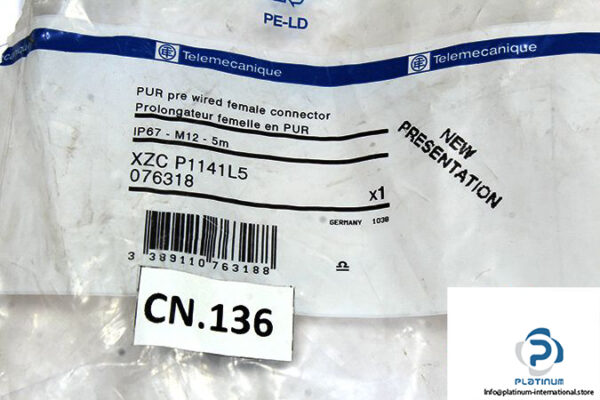 PE-LD
Telemecanique
Telemecanique
PUR pre wired female connector
Prolongateur femelle en PUR
IP67 - M12 - 5m
XZC P1141L5
076318
x1
NEW
PRESENTATION
GERMANY 1038
3 389110 763188
CN.136
PLATINUM
Info@platinum-international.store